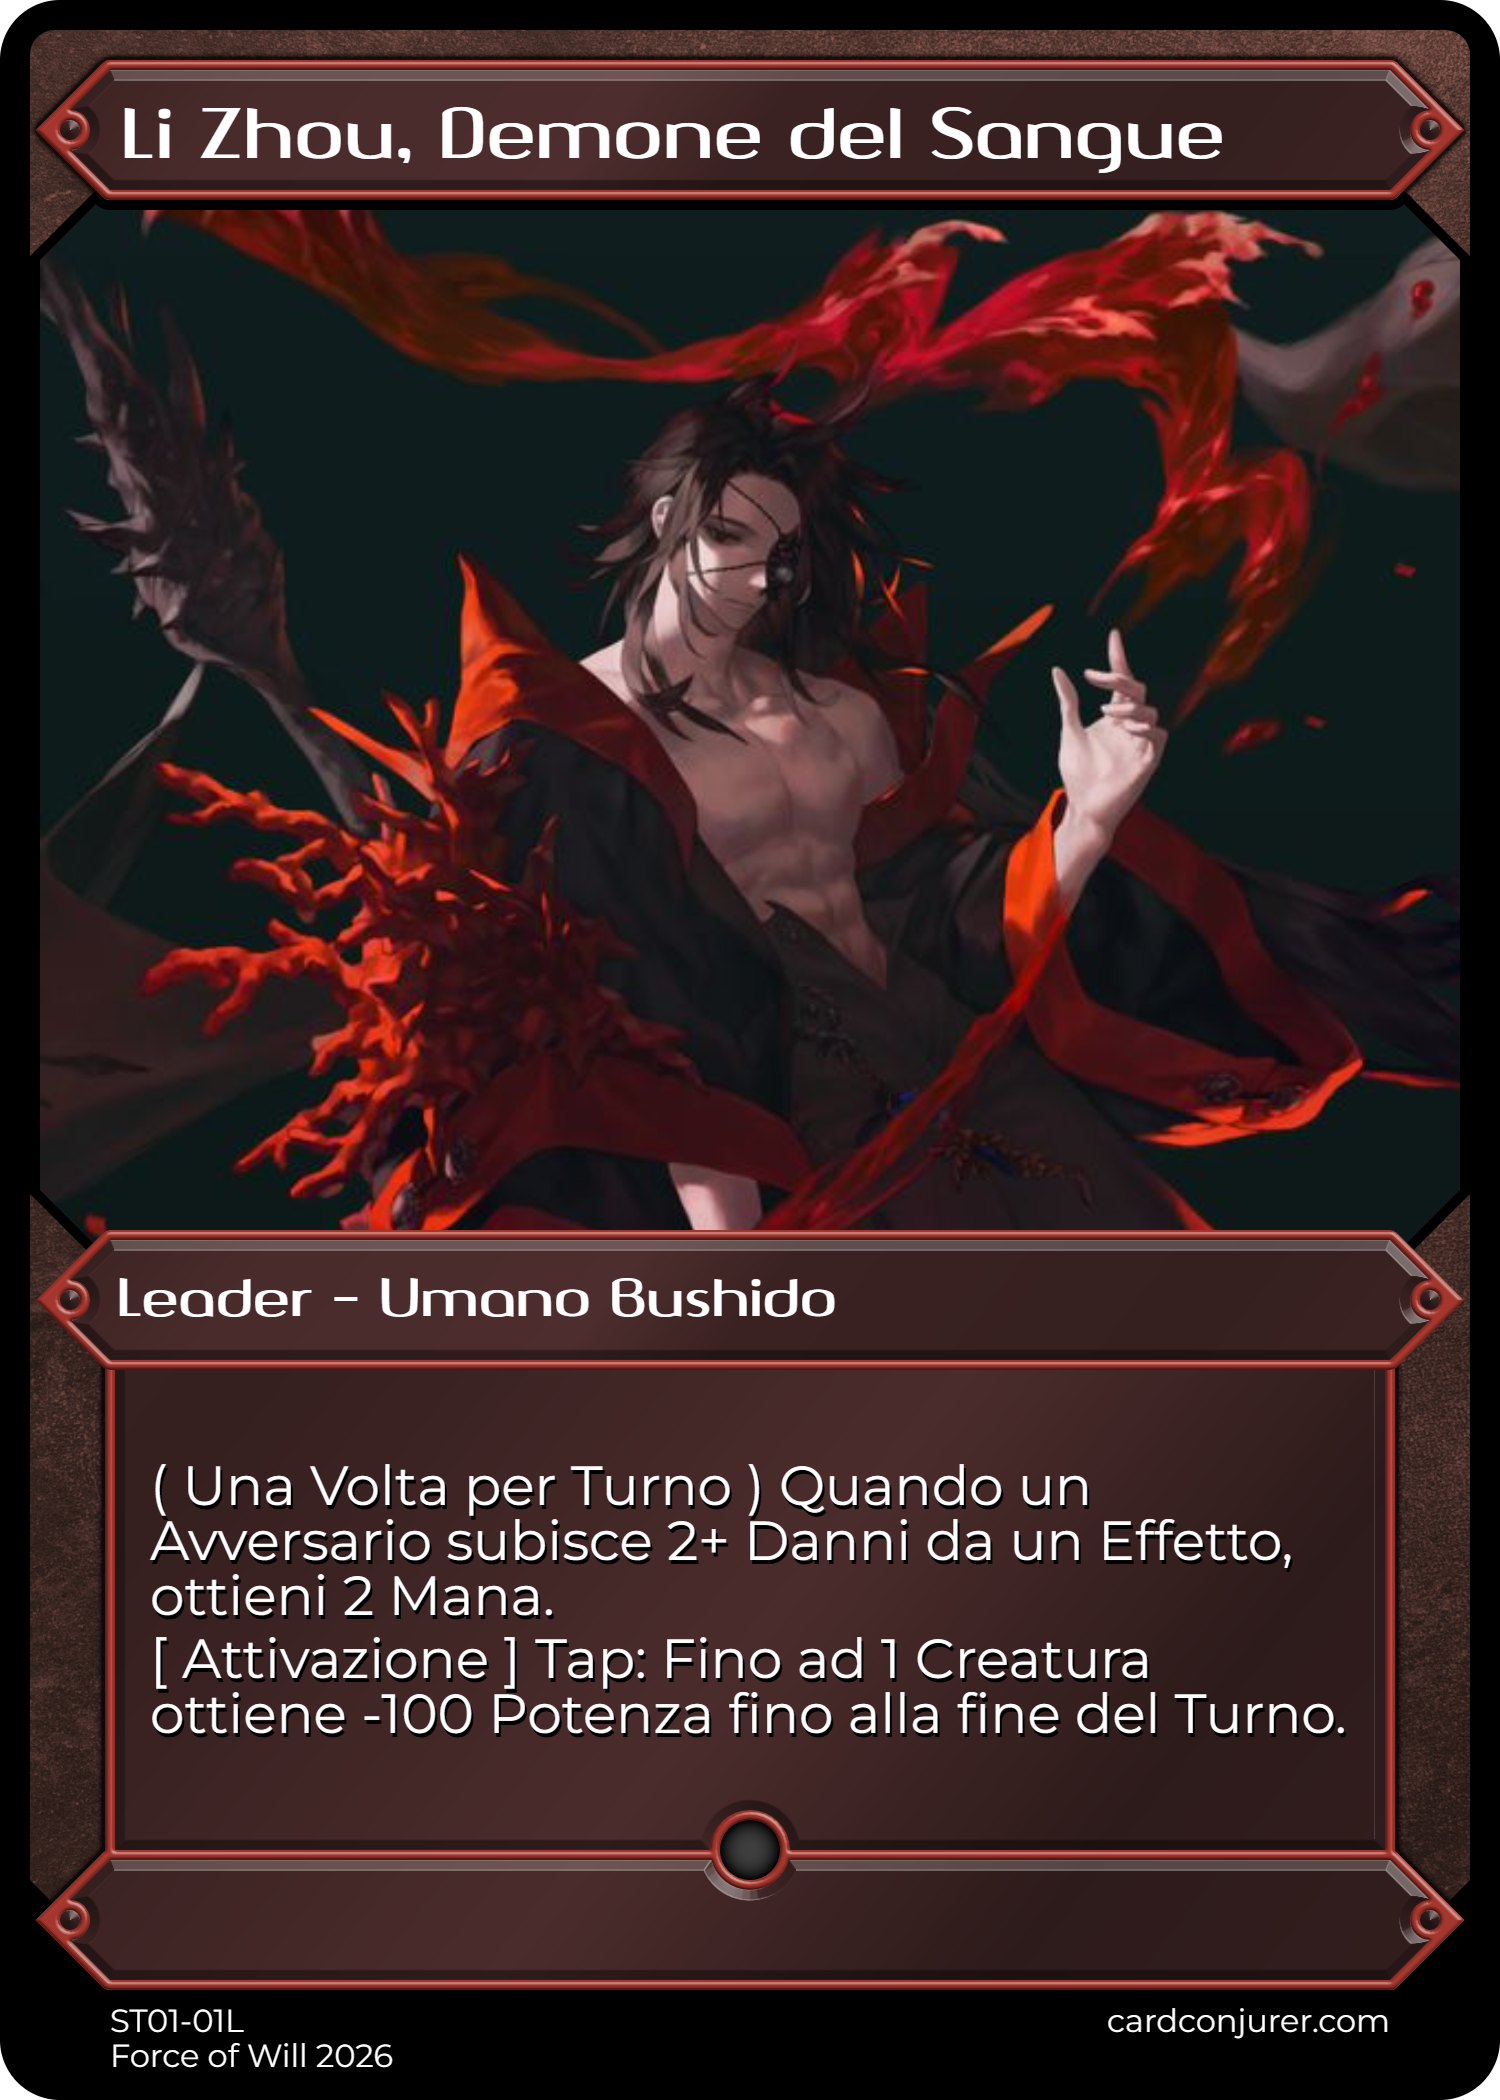 Li Zhou, Demone del Sangue
Leader - Umano Bushido
( Una Volta per Turno ) Quando un
Avversario subisce 2+ Danni da un Effetto,
ottieni 2 Mana.
[ Attivazione ] Tap: Fino ad 1 Creatura
ottiene -100 Potenza fino alla fine del Turno.
ST01-01L
Force of Will 2026
cardconjurer.com